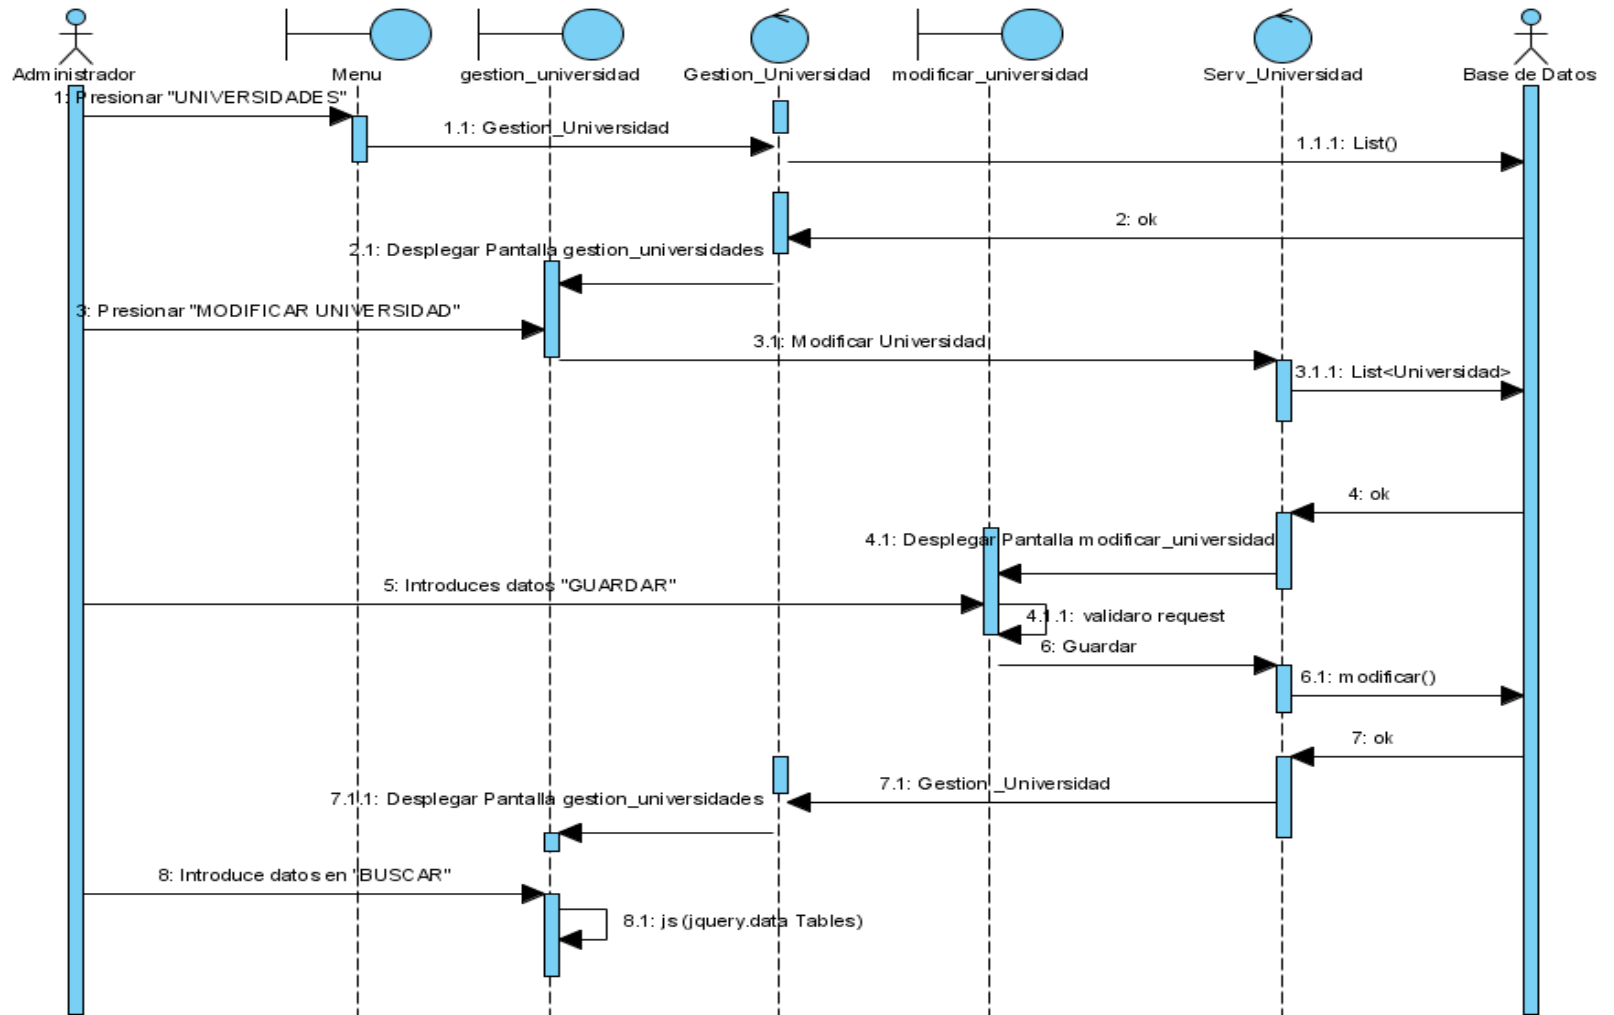 Administrador
Menu
gestion_universidad
Gestion_Universidad
modificar_universidad
Serv_Universidad
Base de Datos
1: Presionar "UNIVERSIDADES"
1.1: Gestion_Universidad
1.1.1: List()
2: ok
2.1: Desplegar Pantalla gestion_universidades
3: Presionar "MODIFICAR UNIVERSIDAD"
3.1: Modificar Universidad
3.1.1: List<Universidad>
4: ok
4.1: Desplegar Pantalla modificar_universidad
5: Introduces datos "GUARDAR"
4.1.1: validaro request
6: Guardar
6.1: modificar()
7: ok
7.1: Gestion_Universidad
7.1.1: Desplegar Pantalla gestion_universidades
8: Introduce datos en "BUSCAR"
8.1: js (jquery.data Tables)